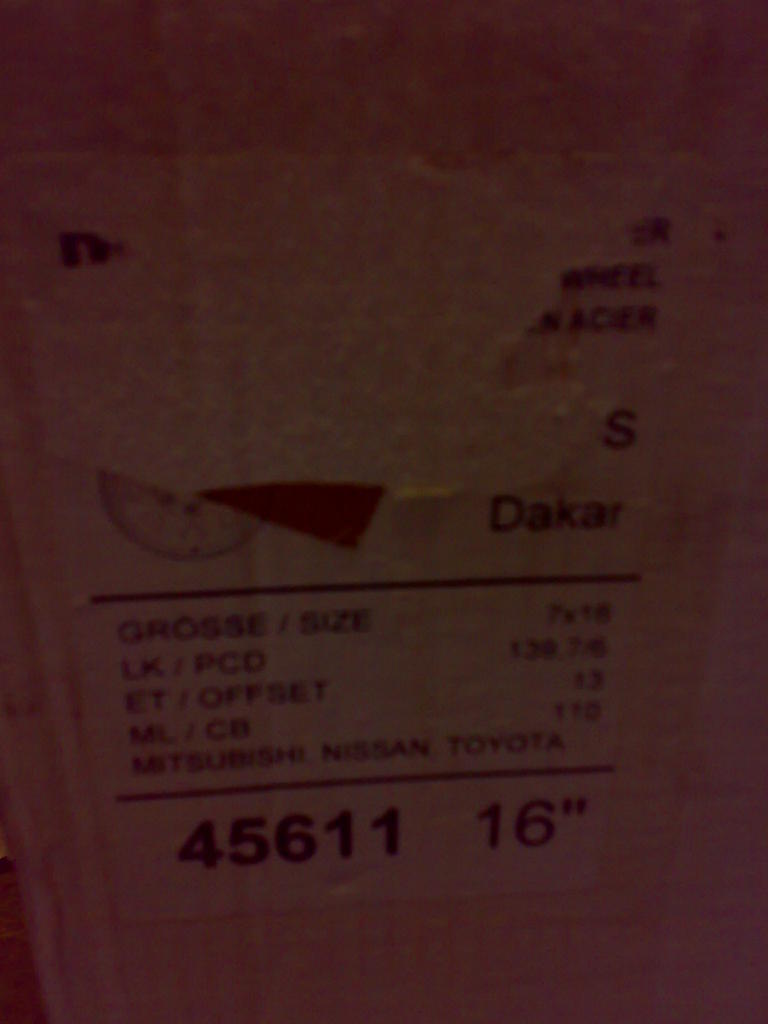 WHEEL
ACIER
S
Dakar
GRÖSSE / SIZE 7x16
LK / PCD 139,7/6
ET / OFFSET 13
ML / CB 110
MITSUBISHI, NISSAN, TOYOTA
45611 16"